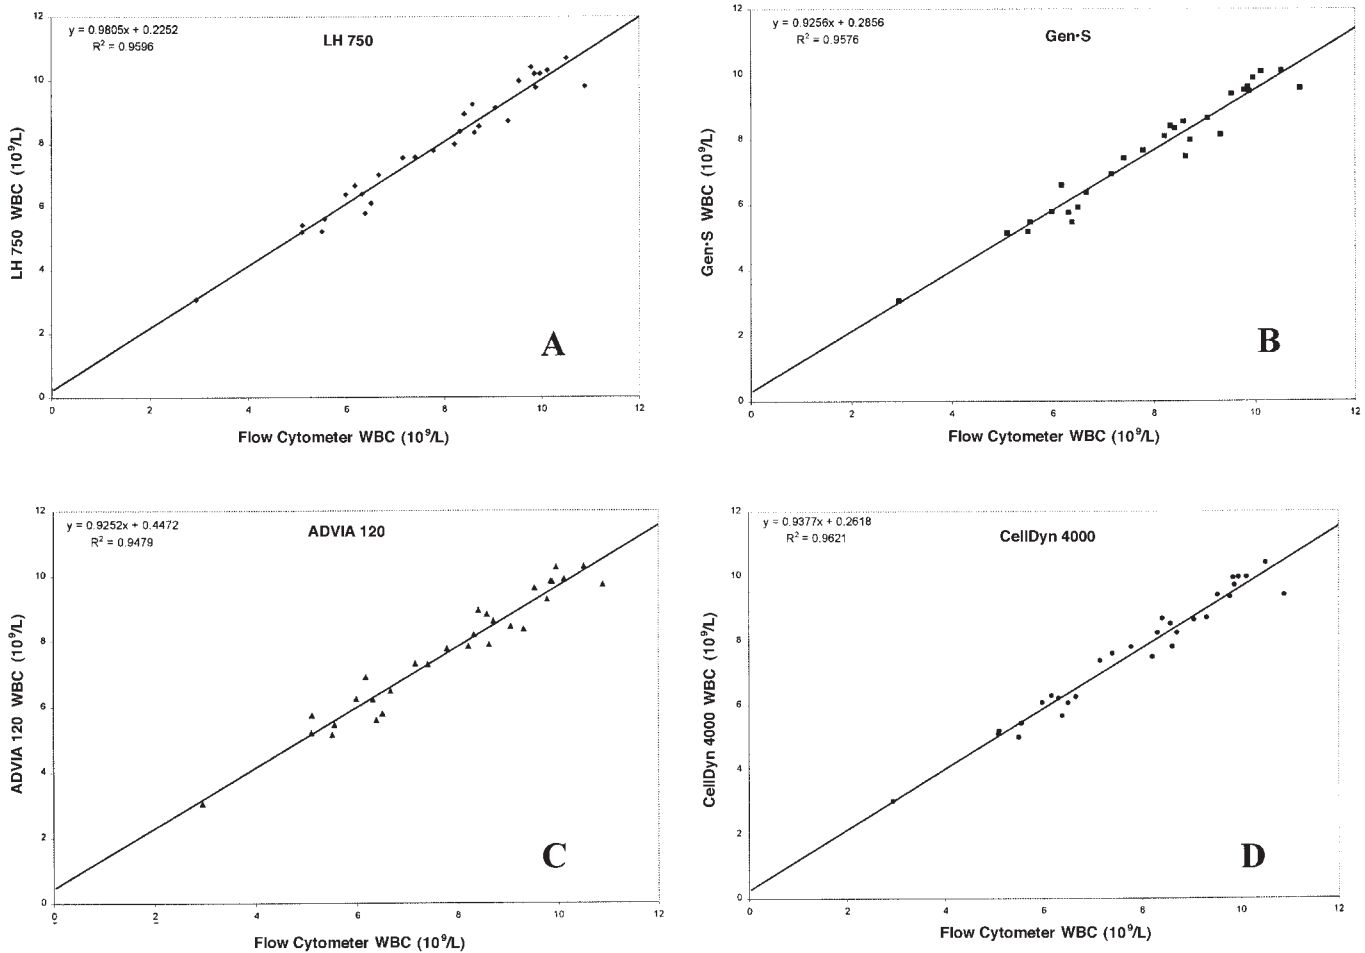 y = 0.9805x + 0.2252
R² = 0.9596
LH 750
LH 750 WBC (10⁹/L)
12
10
8
6
4
2
0
0 2 4 6 8 10 12
Flow Cytometer WBC (10⁹/L)
A
y = 0.9256x + 0.2856
R² = 0.9576
Gen•S
Gen•S WBC (10⁹/L)
12
10
8
6
4
2
0
0 2 4 6 8 10 12
Flow Cytometer WBC (10⁹/L)
B
y = 0.9252x + 0.4472
R² = 0.9479
ADVIA 120
ADVIA 120 WBC (10⁹/L)
12
10
8
6
4
2
0
0 2 4 6 8 10 12
Flow Cytometer WBC (10⁹/L)
C
y = 0.9377x + 0.2618
R² = 0.9621
CellDyn 4000
CellDyn 4000 WBC (10⁹/L)
12
10
8
6
4
2
0
0 2 4 6 8 10 12
Flow Cytometer WBC (10⁹/L)
D